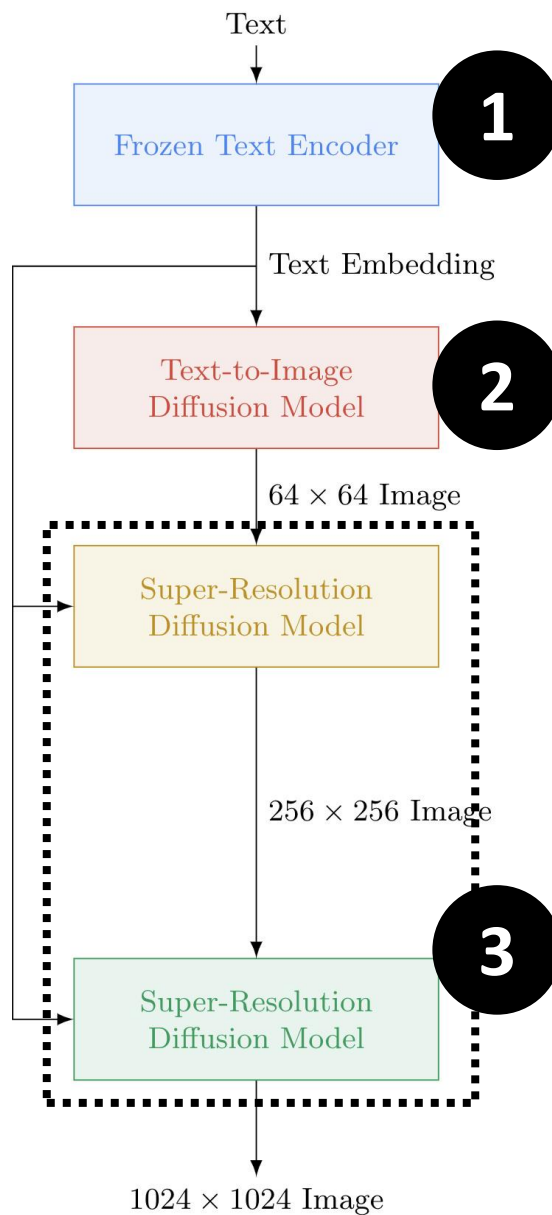 Text
1
Frozen Text Encoder
Text Embedding
2
Text-to-Image
Diffusion Model
64 × 64 Image
Super-Resolution
Diffusion Model
256 × 256 Image
3
Super-Resolution
Diffusion Model
1024 × 1024 Image